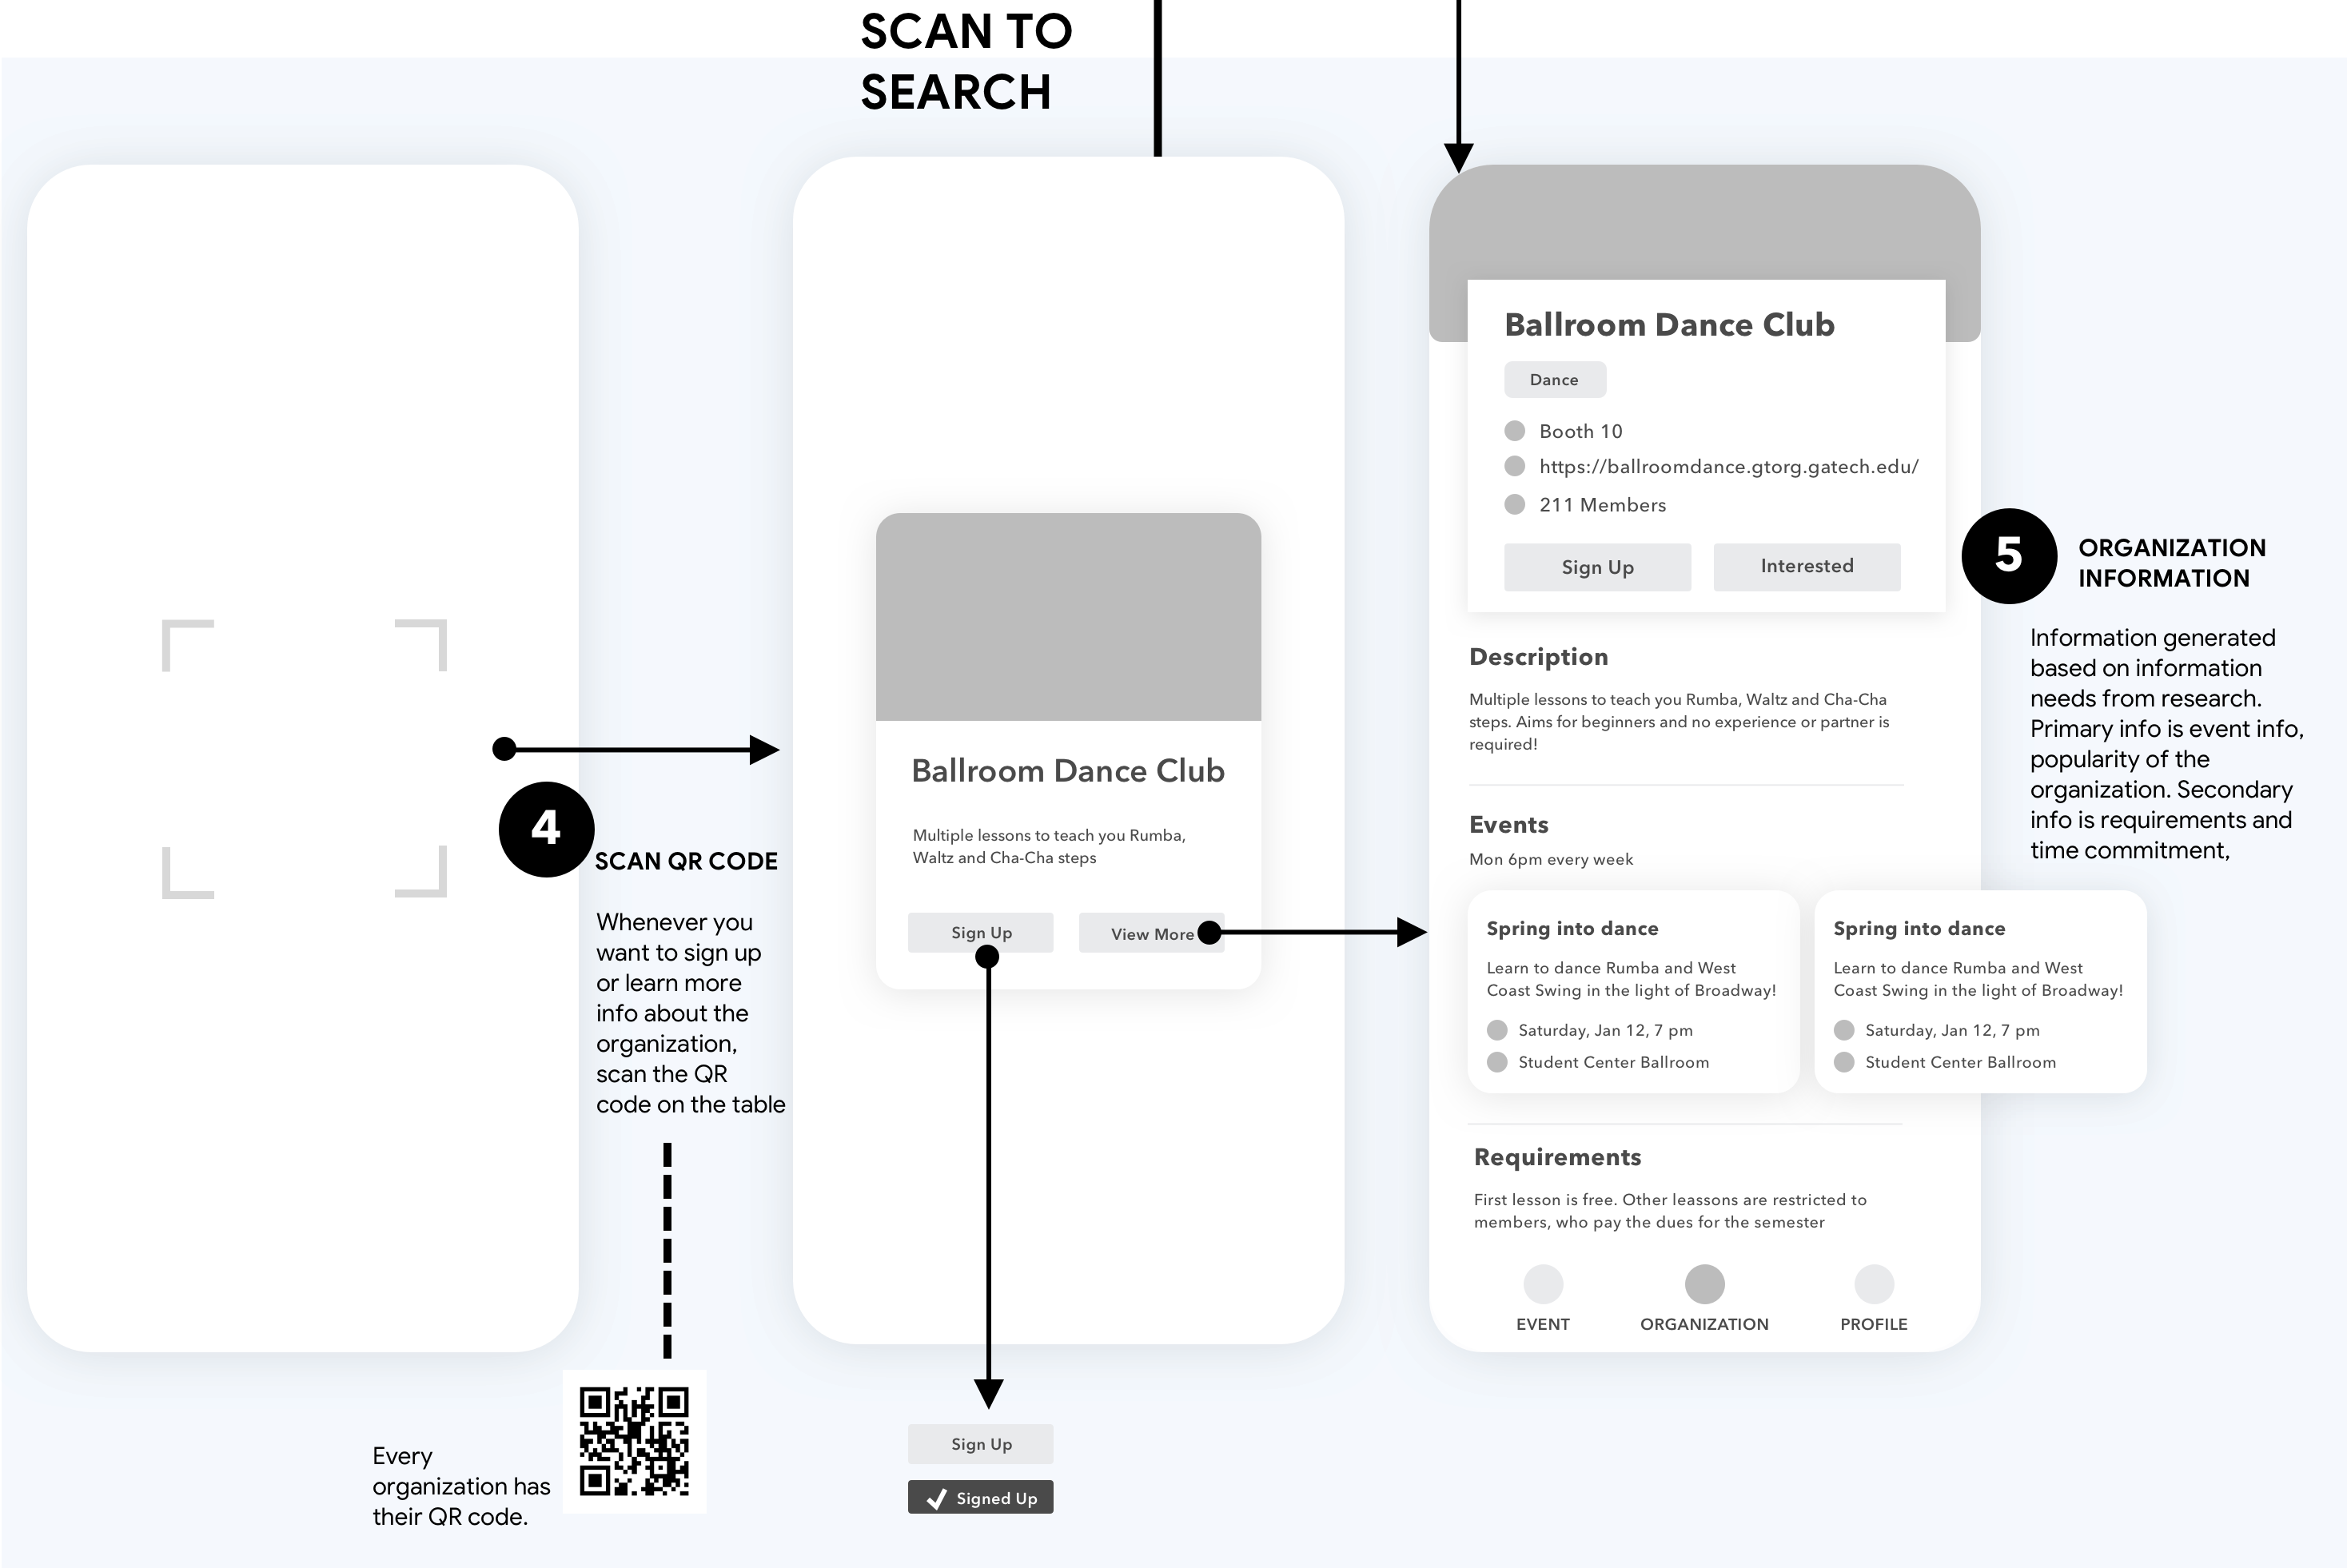 SCAN TO
SEARCH
4
SCAN QR CODE
Whenever you
want to sign up
or learn more
info about the
organization,
scan the QR
code on the table
Every
organization has
their QR code.
Ballroom Dance Club
Multiple lessons to teach you Rumba,
Waltz and Cha-Cha steps
Sign Up
View More
Sign Up
Signed Up
Ballroom Dance Club
Dance
Booth 10
https://ballroomdance.gtorg.gatech.edu/
211 Members
Sign Up
Interested
Description
Multiple lessons to teach you Rumba, Waltz and Cha-Cha
steps. Aims for beginners and no experience or partner is
required!
Events
Mon 6pm every week
Spring into dance
Learn to dance Rumba and West
Coast Swing in the light of Broadway!
Saturday, Jan 12, 7 pm
Student Center Ballroom
Spring into dance
Learn to dance Rumba and West
Coast Swing in the light of Broadway!
Saturday, Jan 12, 7 pm
Student Center Ballroom
Requirements
First lesson is free. Other leassons are restricted to
members, who pay the dues for the semester
EVENT
ORGANIZATION
PROFILE
5
ORGANIZATION
INFORMATION
Information generated
based on information
needs from research.
Primary info is event info,
popularity of the
organization. Secondary
info is requirements and
time commitment,